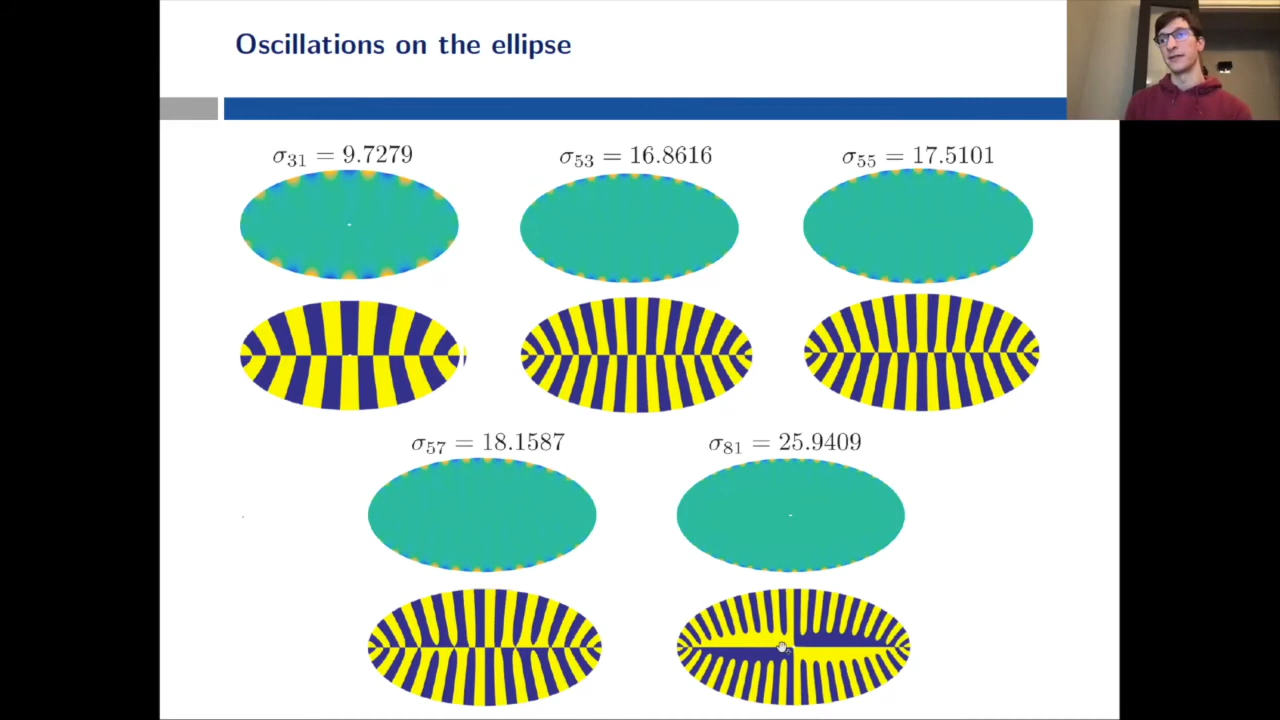 Oscillations on the ellipse
σ₃₁ = 9.7279
σ₅₃ = 16.8616
σ₅₅ = 17.5101
σ₅₇ = 18.1587
σ₈₁ = 25.9409